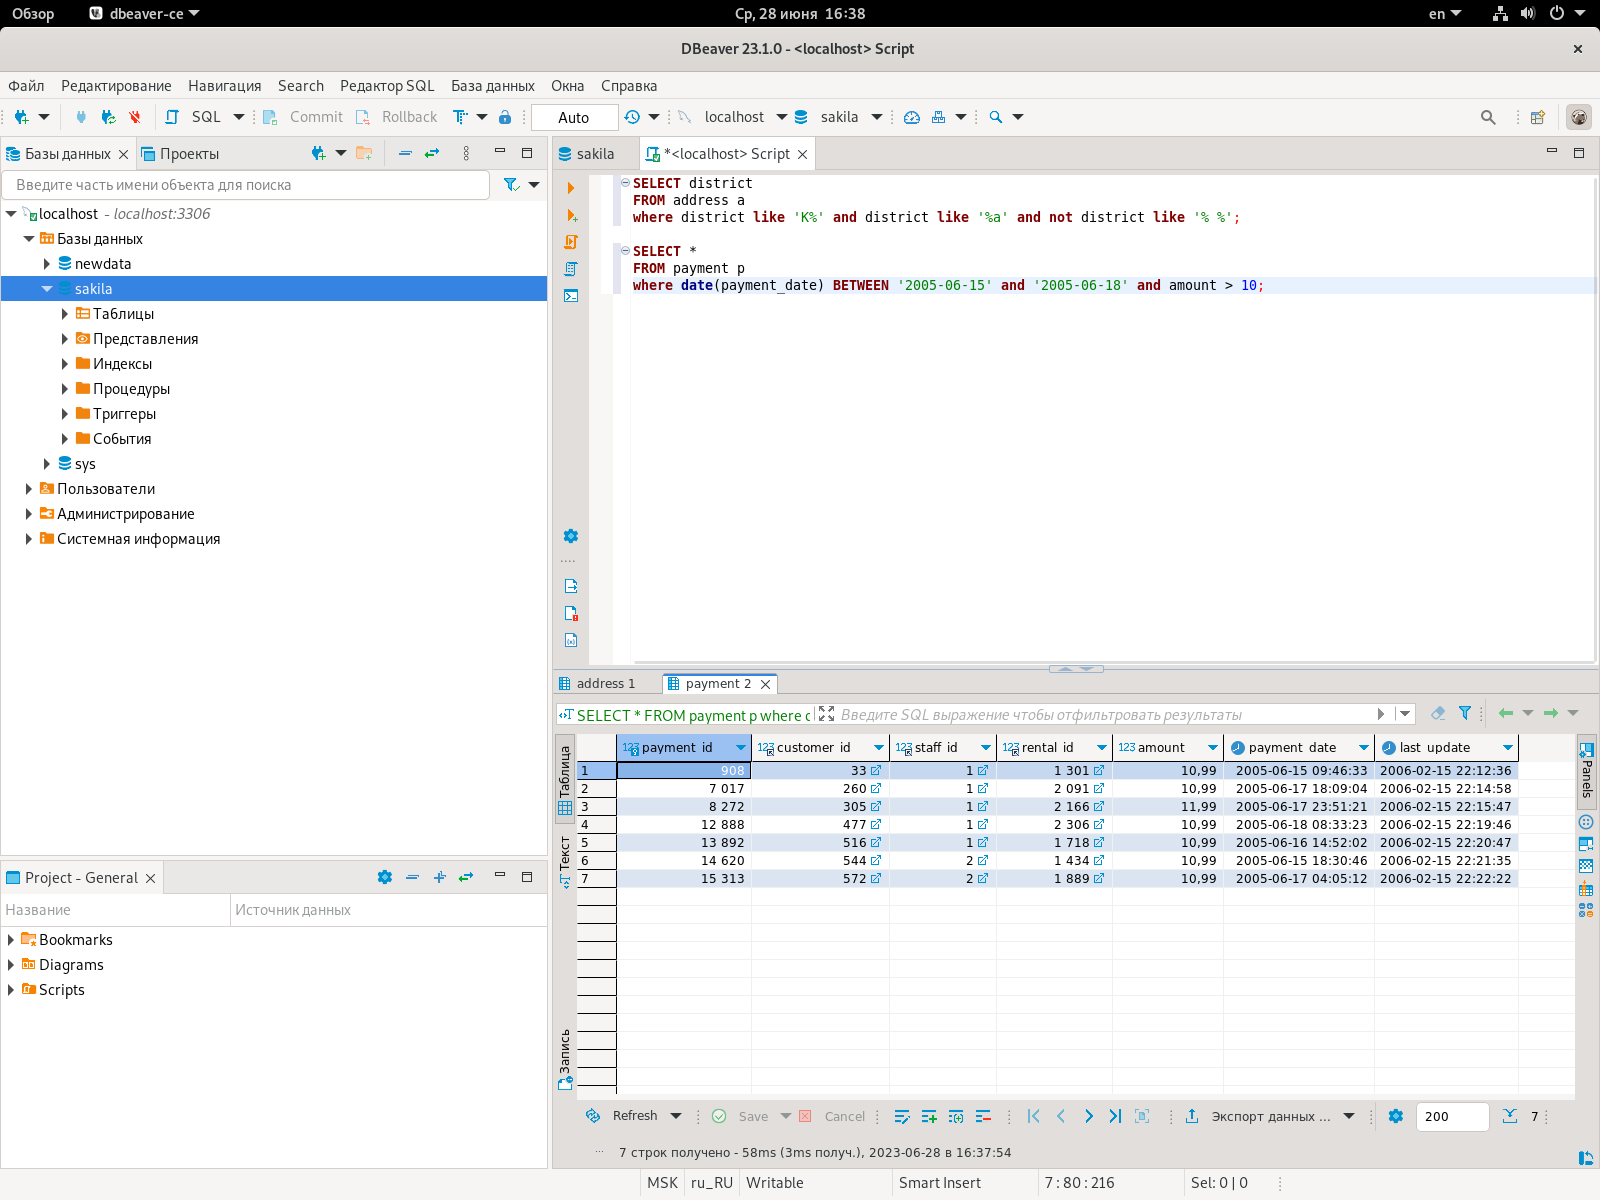 Обзор
dbeaver-ce
Ср, 28 июня 16:38
en
DBeaver 23.1.0 - <localhost> Script
Файл Редактирование Навигация Search Редактор SQL База данных Окна Справка
SQL Commit Rollback Auto localhost sakila
Базы данных Проекты
Введите часть имени объекта для поиска
localhost - localhost:3306
Базы данных
newdata
sakila
Таблицы
Представления
Индексы
Процедуры
Триггеры
События
sys
Пользователи
Администрирование
Системная информация
Project - General
Название Источник данных
Bookmarks
Diagrams
Scripts
sakila *<localhost> Script
SELECT district
FROM address a
where district like 'K%' and district like '%a' and not district like '% %';
SELECT *
FROM payment p
where date(payment_date) BETWEEN '2005-06-15' and '2005-06-18' and amount > 10;
address 1 payment 2
SELECT * FROM payment p where Введите SQL выражение чтобы отфильтровать результаты
Таблица
Текст
Запись
payment_id customer_id staff_id rental_id amount payment_date last_update
1 908 33 1 1 301 10,99 2005-06-15 09:46:33 2006-02-15 22:12:36
2 7 017 260 1 2 091 10,99 2005-06-17 18:09:04 2006-02-15 22:14:58
3 8 272 305 1 2 166 11,99 2005-06-17 23:51:21 2006-02-15 22:15:47
4 12 888 477 1 2 306 10,99 2005-06-18 08:33:23 2006-02-15 22:19:46
5 13 892 516 1 1 718 10,99 2005-06-16 14:52:02 2006-02-15 22:20:47
6 14 620 544 2 1 434 10,99 2005-06-15 18:30:46 2006-02-15 22:21:35
7 15 313 572 2 1 889 10,99 2005-06-17 04:05:12 2006-02-15 22:22:22
Panels
Refresh Save Cancel Экспорт данных ... 200 7
7 строк получено - 58ms (3ms получ.), 2023-06-28 в 16:37:54
MSK ru_RU Writable Smart Insert 7 : 80 : 216 Sel: 0 | 0